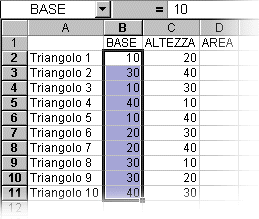 BASE = 10
A B C D
1 BASE ALTEZZA AREA
2 Triangolo 1 10 20
3 Triangolo 2 30 40
4 Triangolo 3 10 30
5 Triangolo 4 40 10
6 Triangolo 5 10 40
7 Triangolo 6 20 30
8 Triangolo 7 20 40
9 Triangolo 8 30 10
10 Triangolo 9 30 20
11 Triangolo 10 40 30
12